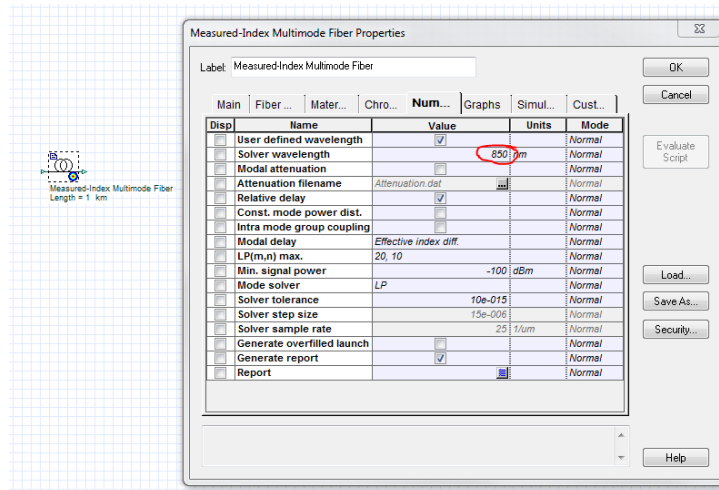 Measured-Index Multimode Fiber Properties
Label: Measured-Index Multimode Fiber
OK
Cancel
Main Fiber ... Mater... Chro... Num... Graphs Simul... Cust...
Disp Name Value Units Mode
User defined wavelength Normal
Solver wavelength 850 nm Normal
Modal attenuation Normal
Attenuation filename Attenuation.dat ... Normal
Relative delay Normal
Const. mode power dist. Normal
Intra mode group coupling Normal
Modal delay Effective index diff. Normal
LP(m,n) max. 20, 10 Normal
Min. signal power -100 dBm Normal
Mode solver LP Normal
Solver tolerance 10e-015 Normal
Solver step size 15e-006 Normal
Solver sample rate 25 1/um Normal
Generate overfilled launch Normal
Generate report Normal
Report Normal
Evaluate
Script
Load...
Save As...
Security...
Help
Measured-Index Multimode Fiber
Length = 1 km